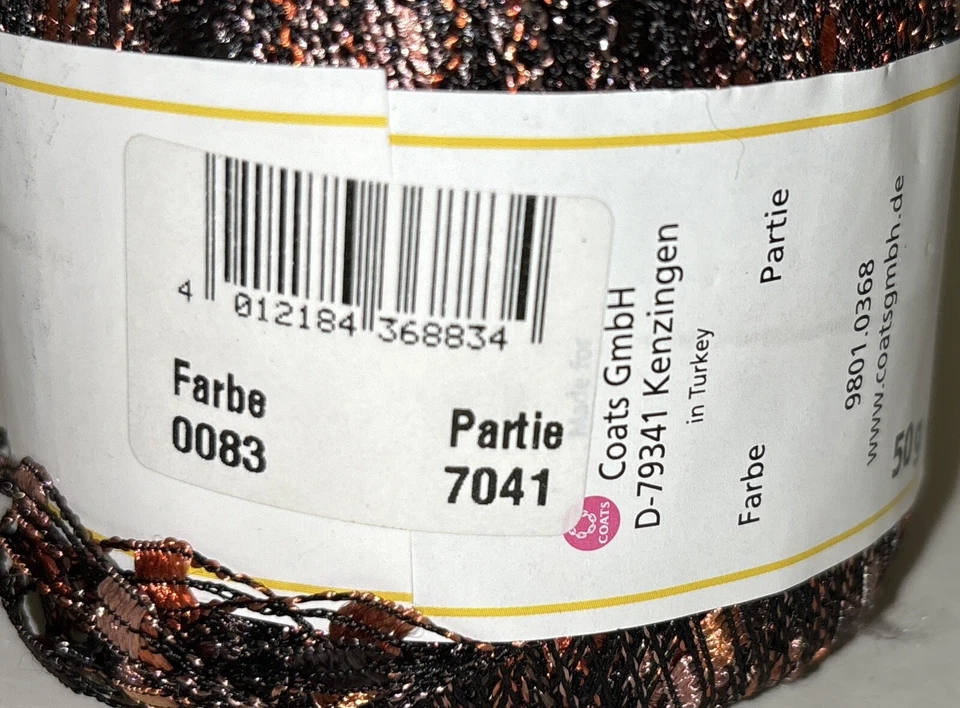 4 012184 368834
Farbe
0083
Partie
7041
Made for
COATS
Coats GmbH
D-79341 Kenzingen
in Turkey
Farbe Partie
9801.0368
www.coatsgmbh.de
50g